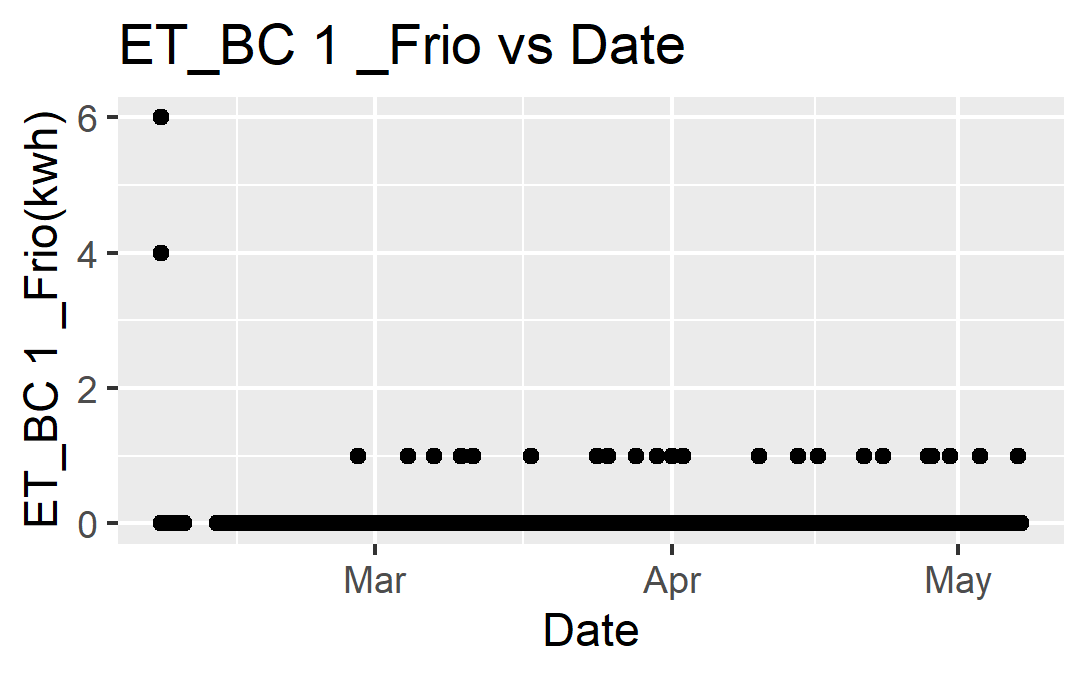 ET_BC 1 _Frio vs Date
ET_BC 1 _Frio(kwh)
6
4
2
0
Mar Apr May
Date